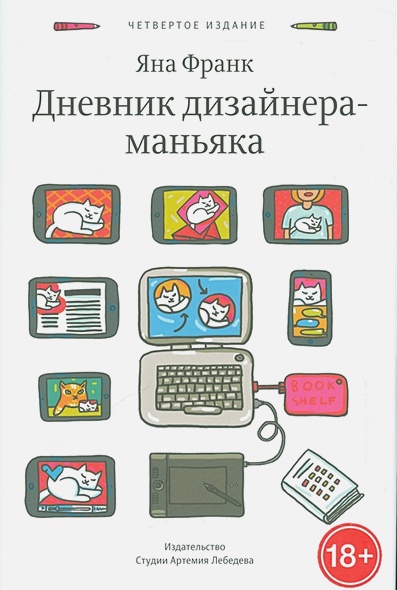 ЧЕТВЕРТОЕ ИЗДАНИЕ
Яна Франк
Дневник дизайнера-
маньяка
BOOK
SHELF
Издательство
Студии Артемия Лебедева
18+